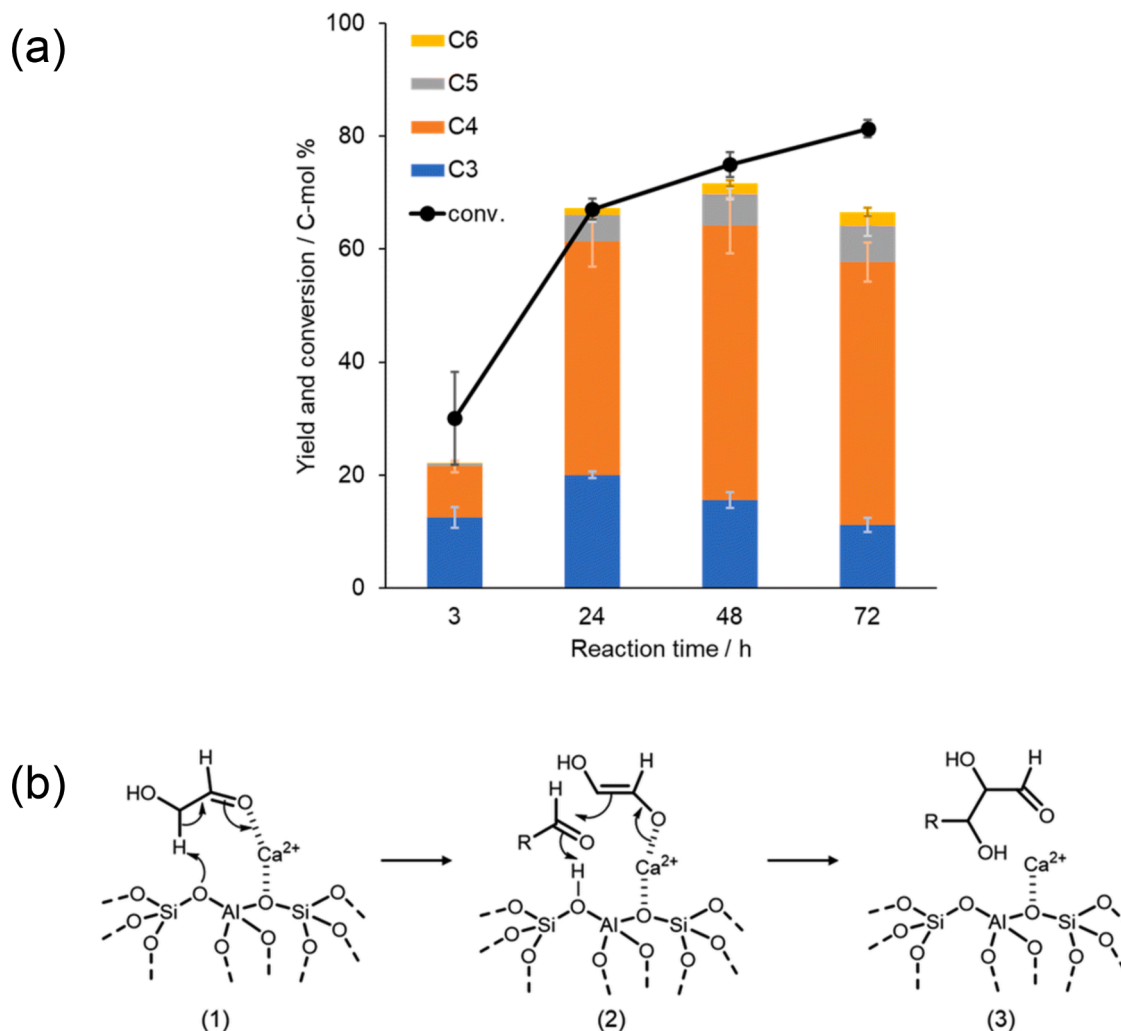 (a)
100
80
60
40
20
0
Yield and conversion / C-mol %
C6
C5
C4
C3
conv.
3 24 48 72
Reaction time / h
(b)
H
HO
O
H
Ca2+
O O O O O
Si Al Si
O O O O O O
(1)
HO H
H
O
R O
H
Ca2+
O O O O O
Si Al Si
O O O O O O
(2)
HO H
R O
OH
Ca2+
O O O O O
Si Al Si
O O O O O O
(3)